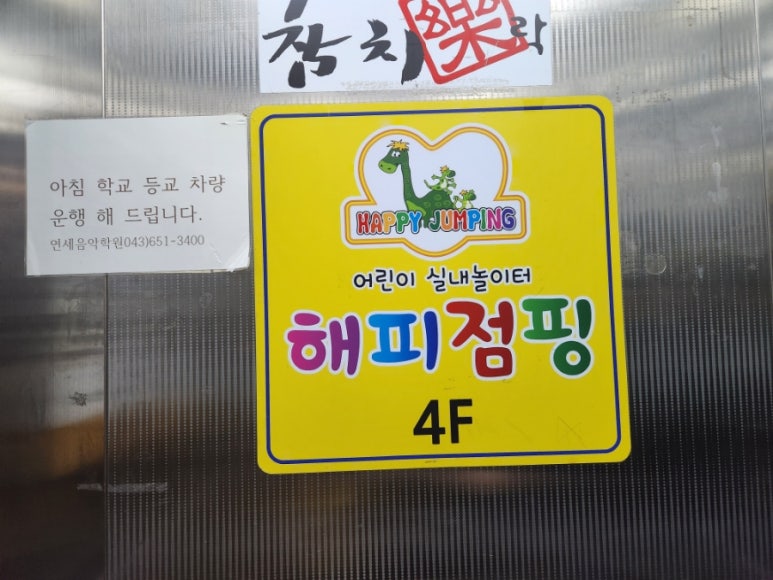 참치
락
아침 학교 등교 차량
운행 해 드립니다.
연세음악학원043)651-3400
HAPPY JUMPING
어린이 실내놀이터
해피점핑
4F